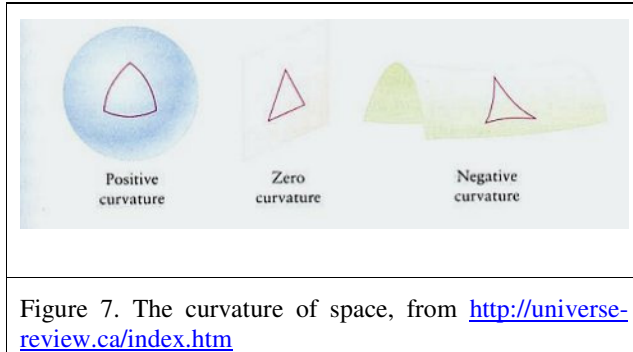 Positive
curvature
Zero
curvature
Negative
curvature
Figure 7. The curvature of space, from http://universe-
review.ca/index.htm